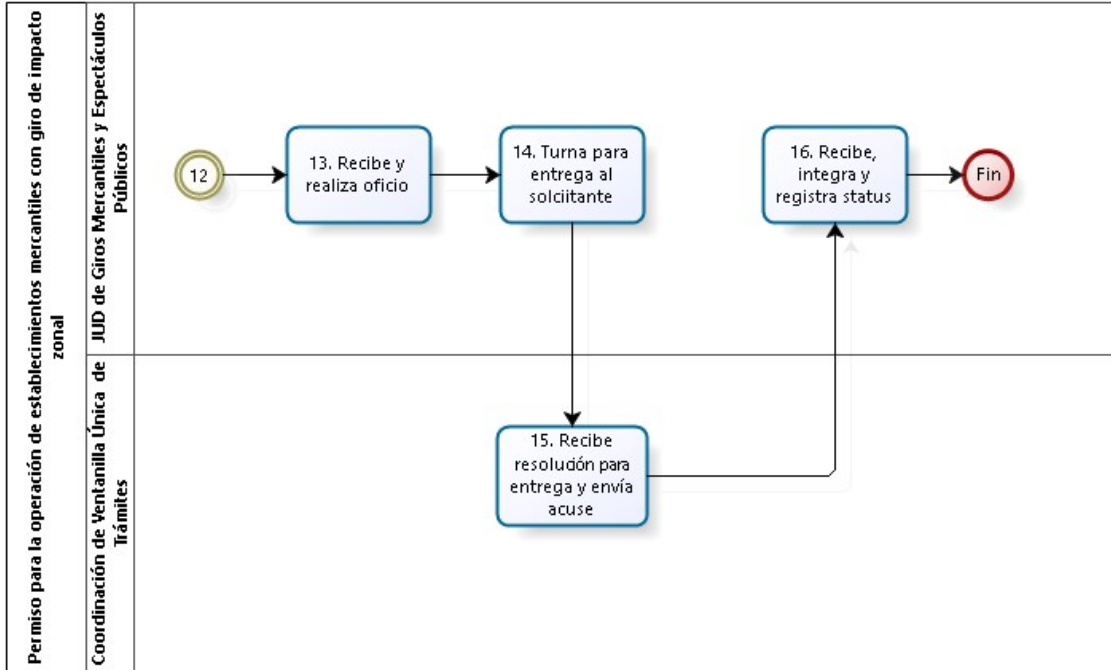 Permiso para la operación de establecimientos mercantiles con giro de impacto
zonal
JUD de Giros Mercantiles y Espectáculos
Públicos
12
13. Recibe y
realiza oficio
14. Turna para
entrega al
solciitante
16. Recibe,
integra y
registra status
Fin
Coordinación de Ventanilla Única de
Trámites
15. Recibe
resolución para
entrega y envía
acuse